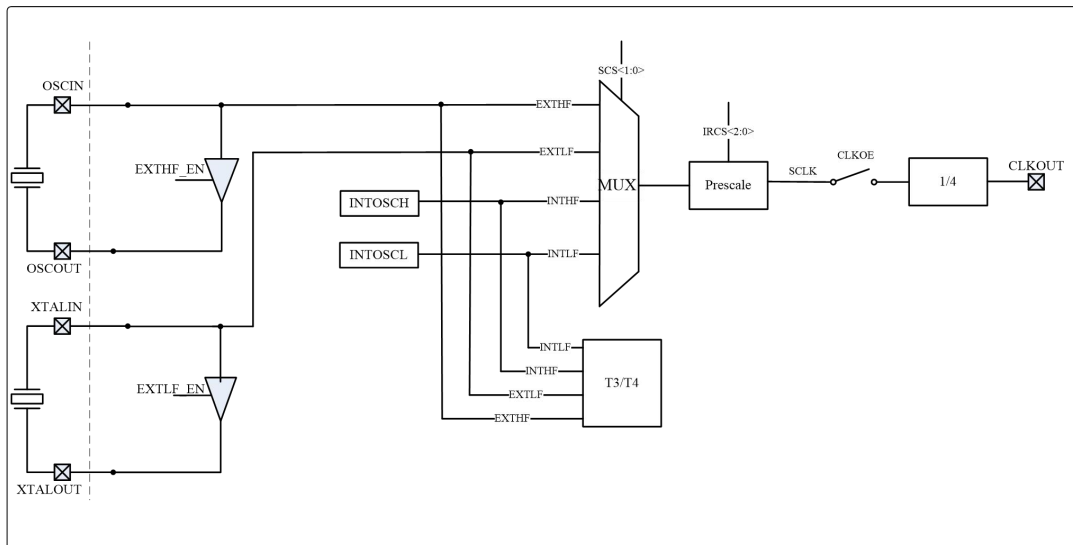 SCS<1:0>
OSCIN
EXTHF
IRCS<2:0>
EXTLF
CLKOE
EXTHF_EN
SCLK
CLKOUT
MUX
Prescale
1/4
INTOSCH
INTHF
INTOSCL
INTLF
OSCOUT
XTALIN
INTLF
INTHF
T3/T4
EXTLF_EN
EXTLF
EXTHF
XTALOUT